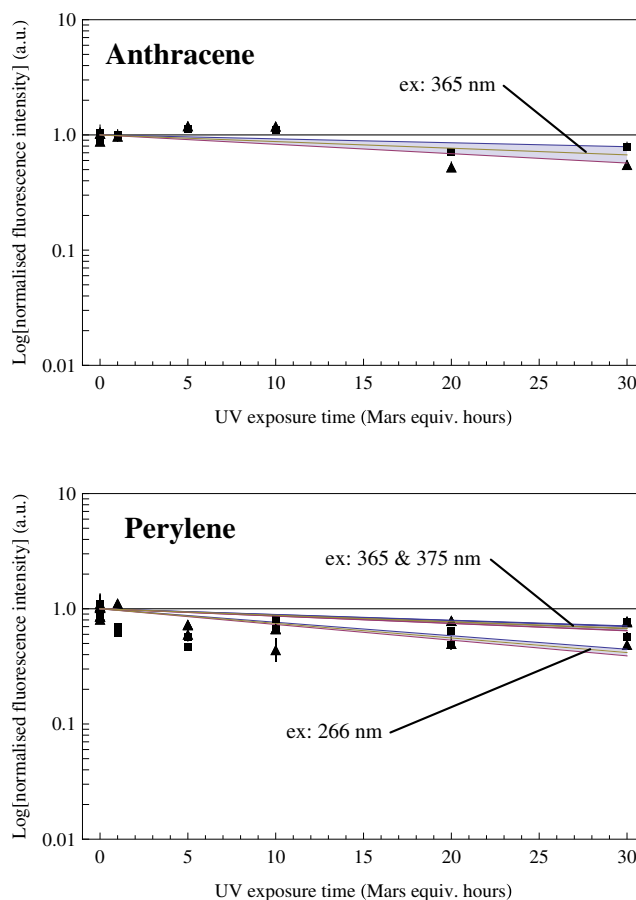 10
Anthracene
ex: 365 nm
1.0
0.1
0.01
Log[normalised fluorescence intensity] (a.u.)
0 5 10 15 20 25 30
UV exposure time (Mars equiv. hours)
10
Perylene
ex: 365 & 375 nm
1.0
0.1
ex: 266 nm
0.01
Log[normalised fluorescence intensity] (a.u.)
0 5 10 15 20 25 30
UV exposure time (Mars equiv. hours)